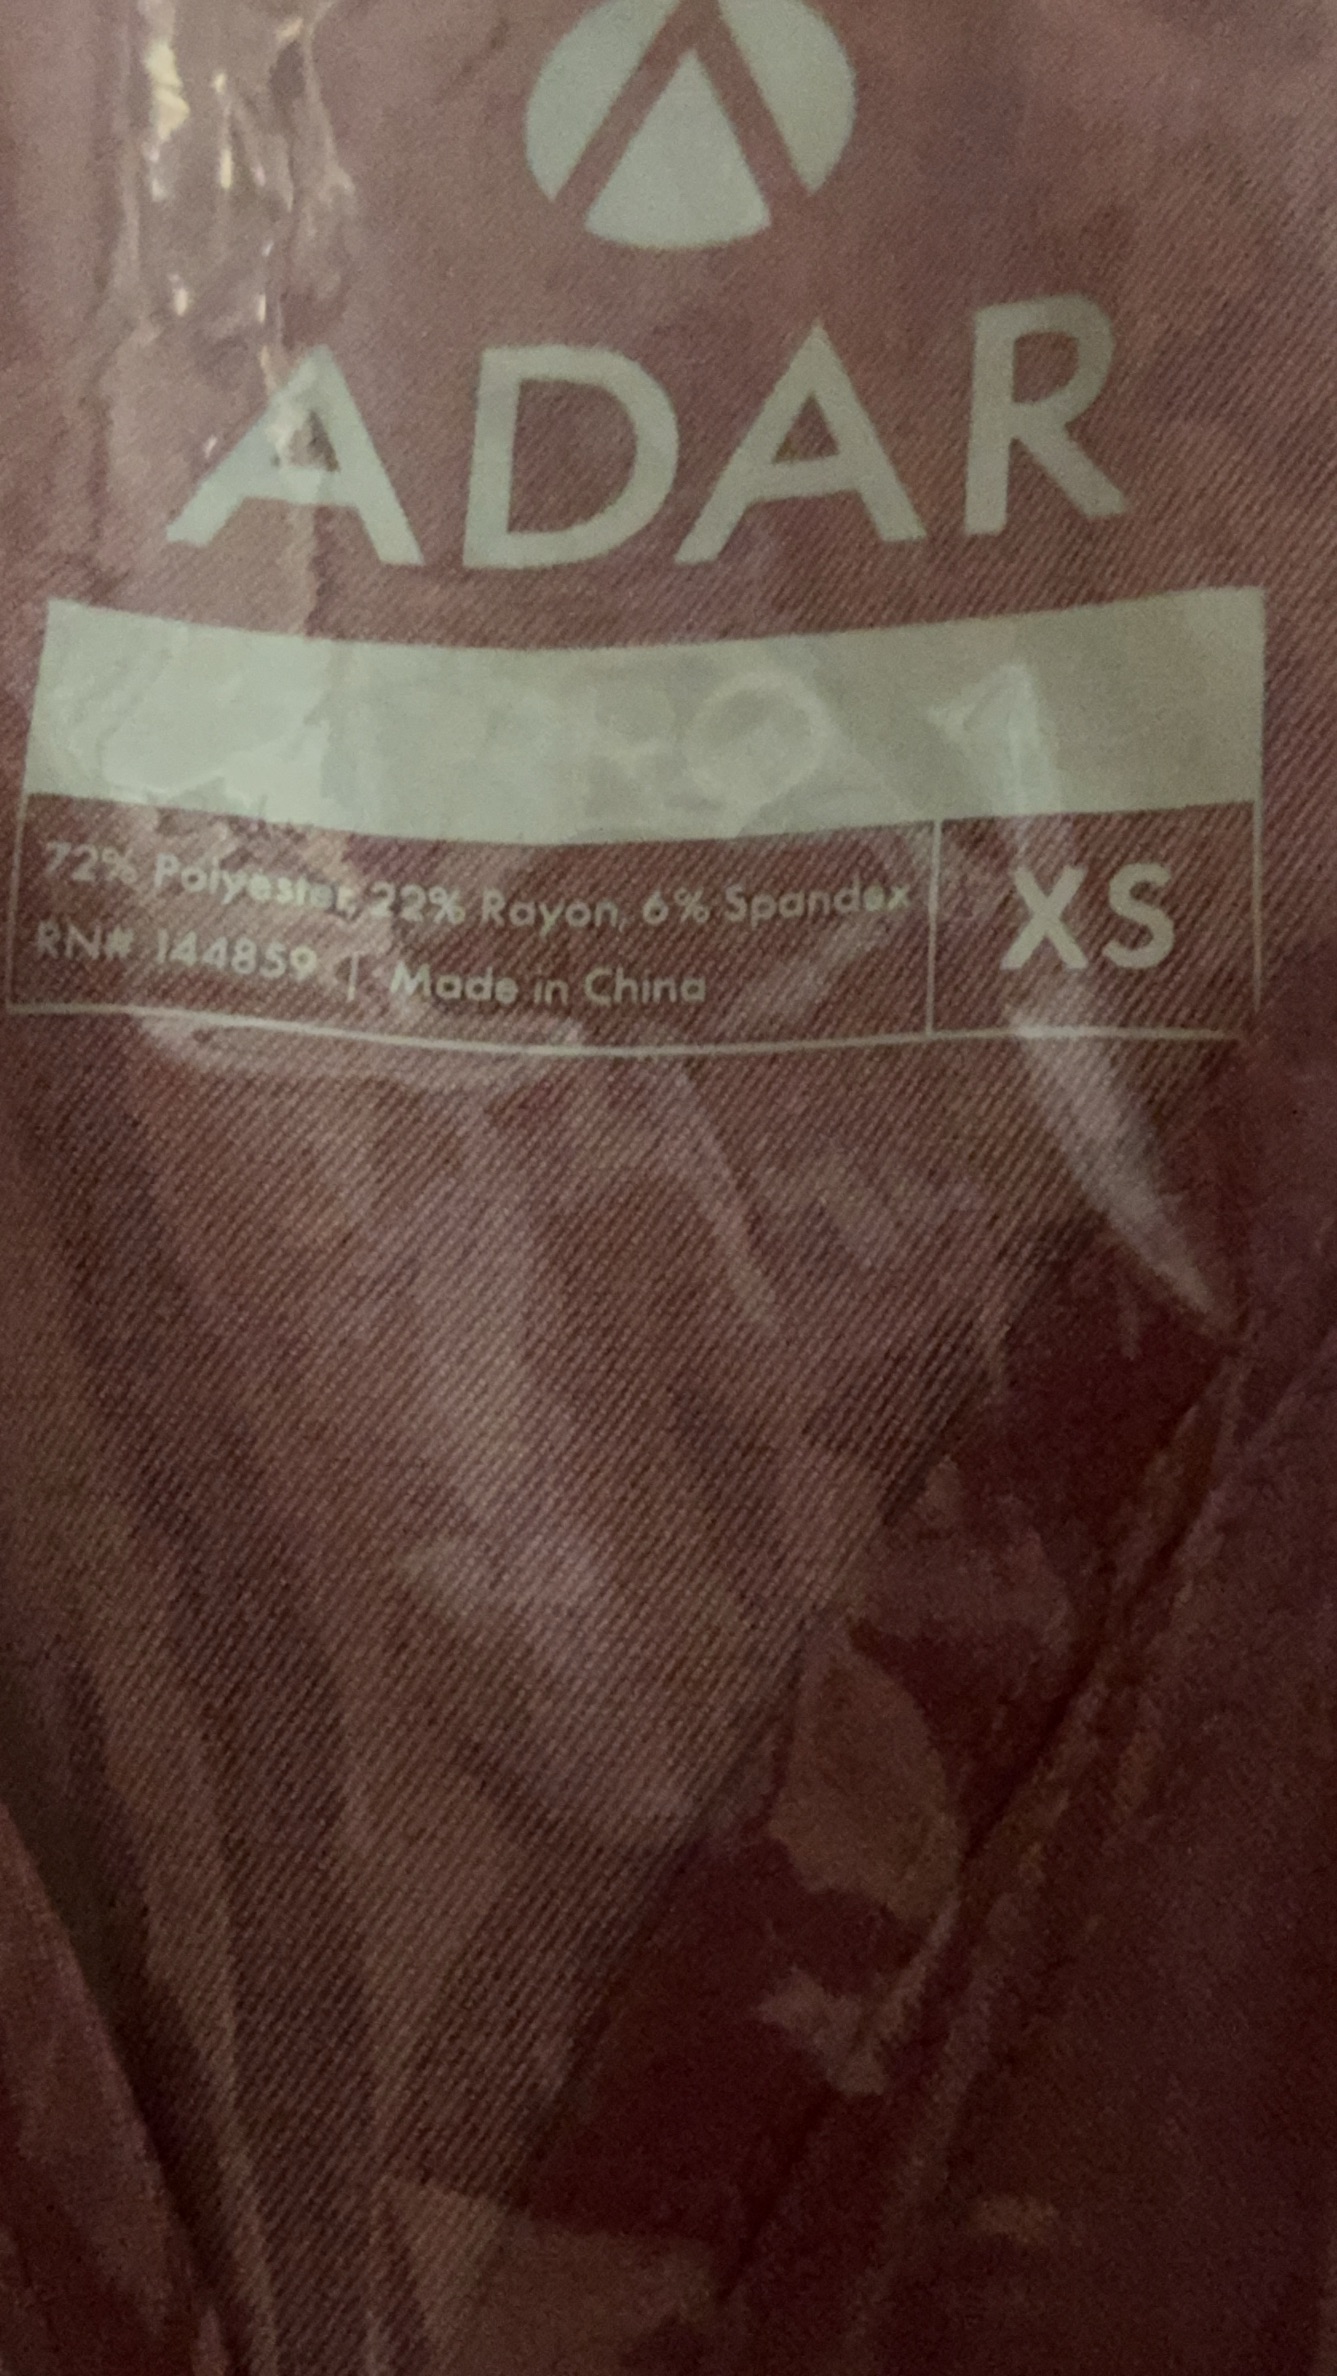 ADAR
72% Polyester, 22% Rayon, 6% Spandex
XS
RN# 144859 | Made in China